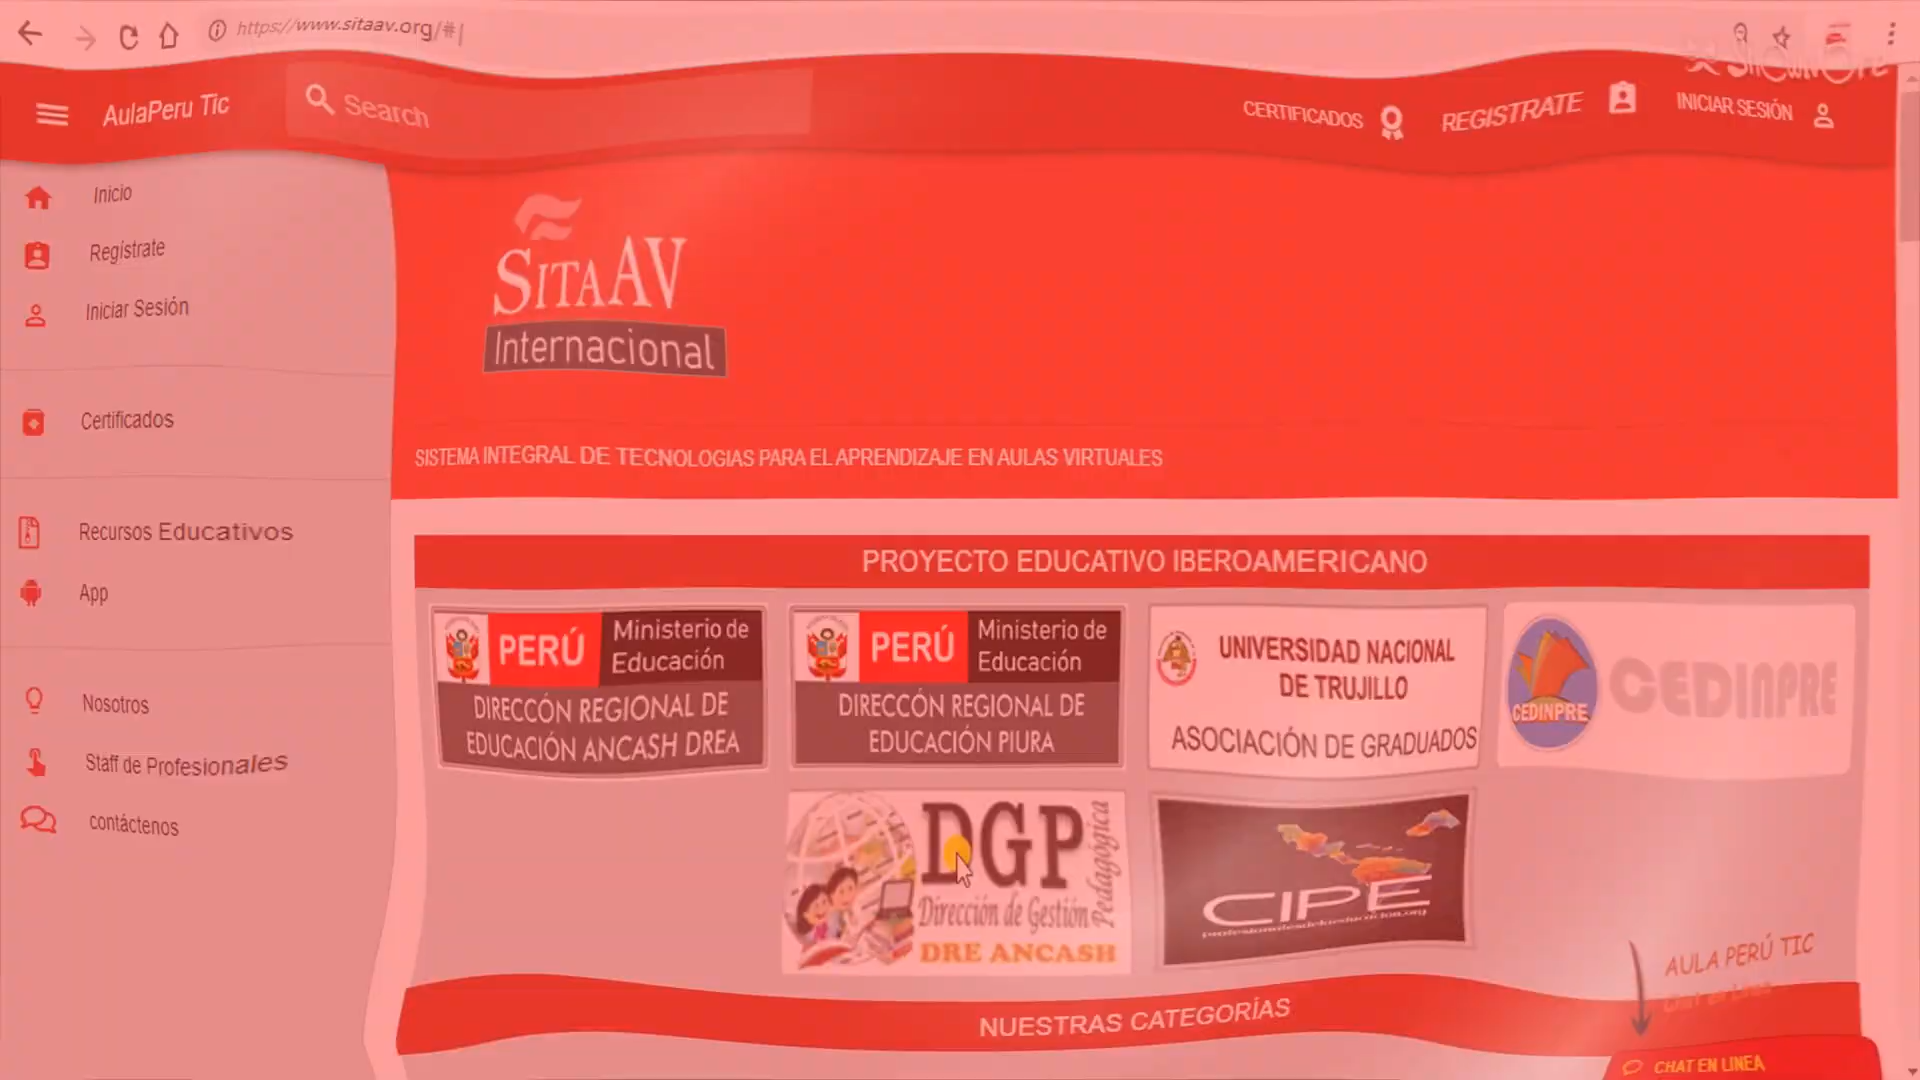 https://www.sitaav.org/#
AulaPeru Tic
Search
CERTIFICADOS
REGISTRATE
INICIAR SESIÓN
Inicio
Regístrate
Iniciar Sesión
Certificados
Recursos Educativos
App
Nosotros
Staff de Profesionales
contáctenos
SITAAV
Internacional
SISTEMA INTEGRAL DE TECNOLOGIAS PARA EL APRENDIZAJE EN AULAS VIRTUALES
PROYECTO EDUCATIVO IBEROAMERICANO
PERÚ
Ministerio de
Educación
DIRECCÓN REGIONAL DE
EDUCACIÓN ANCASH DREA
PERÚ
Ministerio de
Educación
DIRECCÓN REGIONAL DE
EDUCACIÓN PIURA
UNIVERSIDAD NACIONAL
DE TRUJILLO
ASOCIACIÓN DE GRADUADOS
CEDINPRE
CEDINPRE
DGP
Dirección de Gestión
Pedagógica
DRE ANCASH
CIPE
AULA PERÚ TIC
NUESTRAS CATEGORÍAS
CHAT EN LINEA